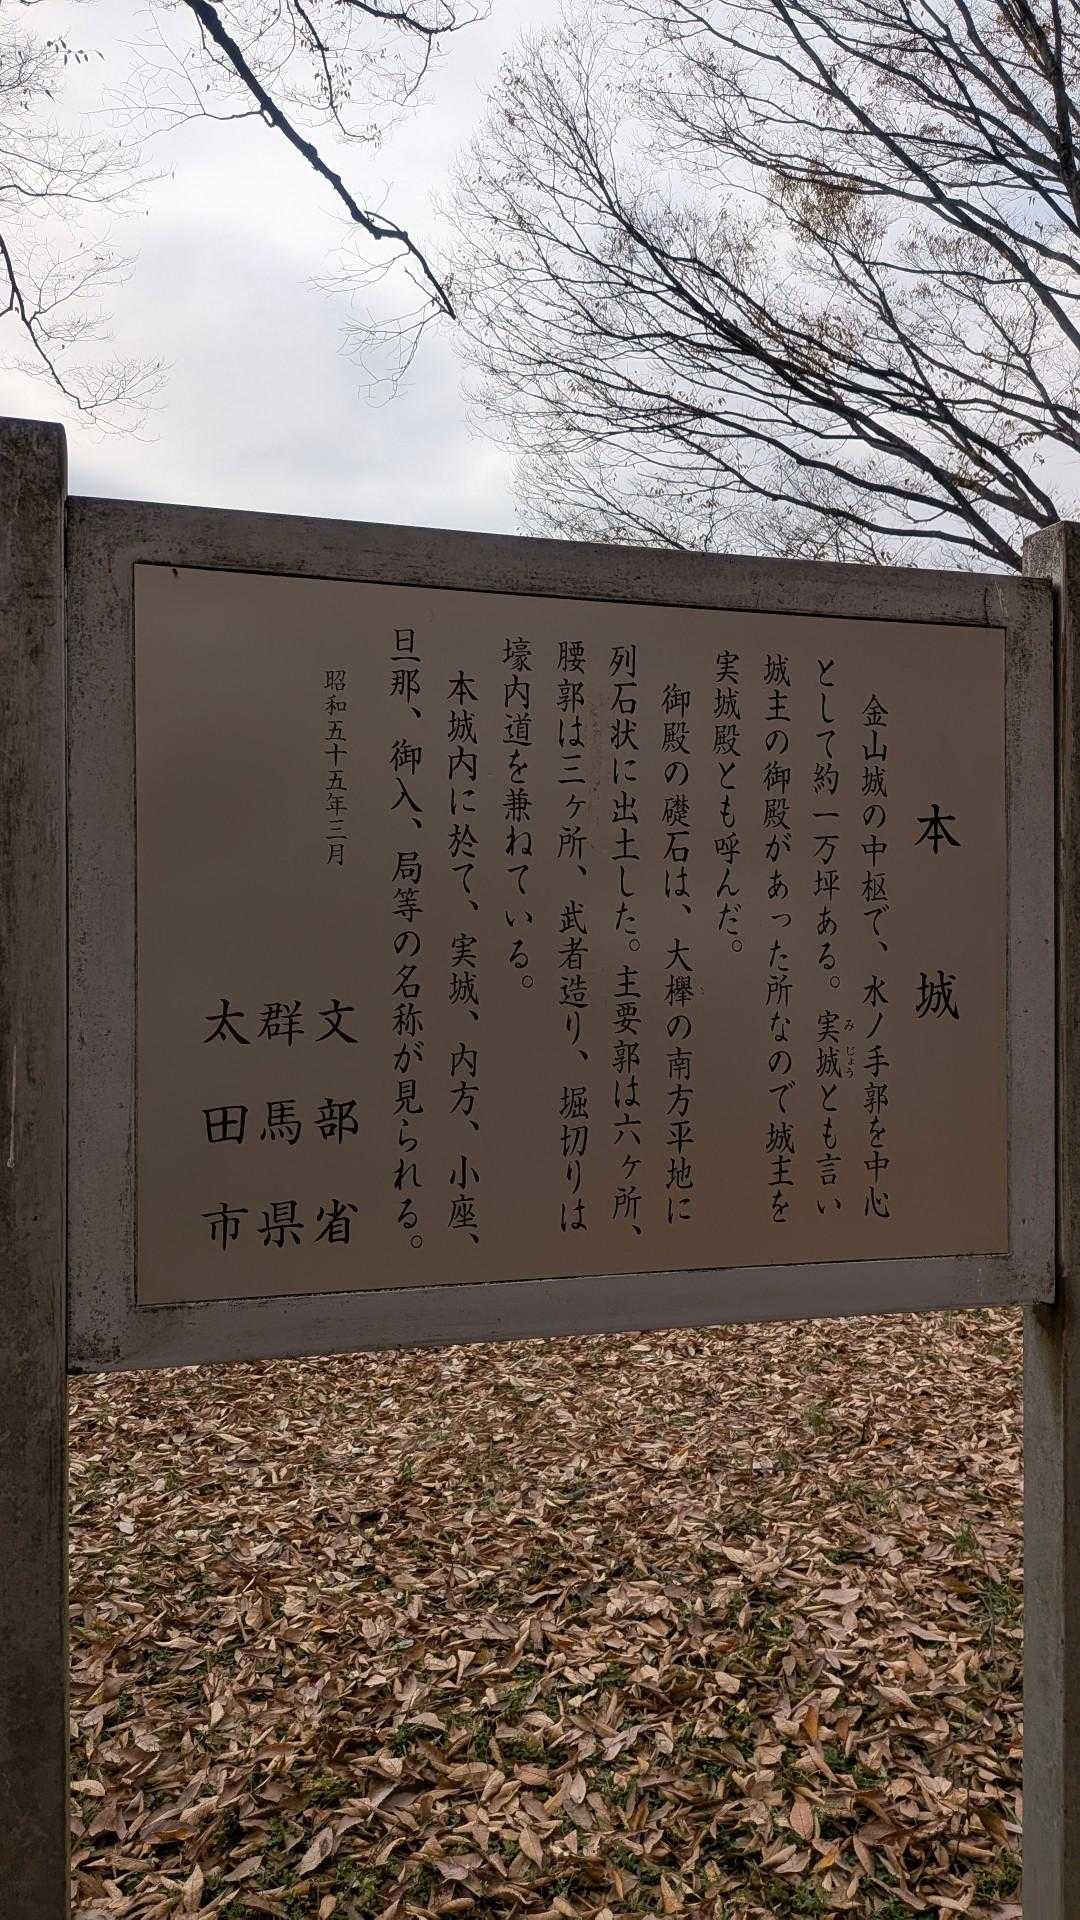 本城
金山城の中枢で、水ノ手郭を中心
として約一万坪ある。実城とも言い
みじょう
城主の御殿があった所なので城主を
実城殿とも呼んだ。
御殿の礎石は、大欅の南方平地に
列石状に出土した。主要郭は六ヶ所、
腰郭は三ヶ所、武者造り、堀切りは
壕内道を兼ねている。
本城内に於て、実城、内方、小座、
旦那、御入、局等の名称が見られる。
昭和五十五年三月
文部省
群馬県
太田市